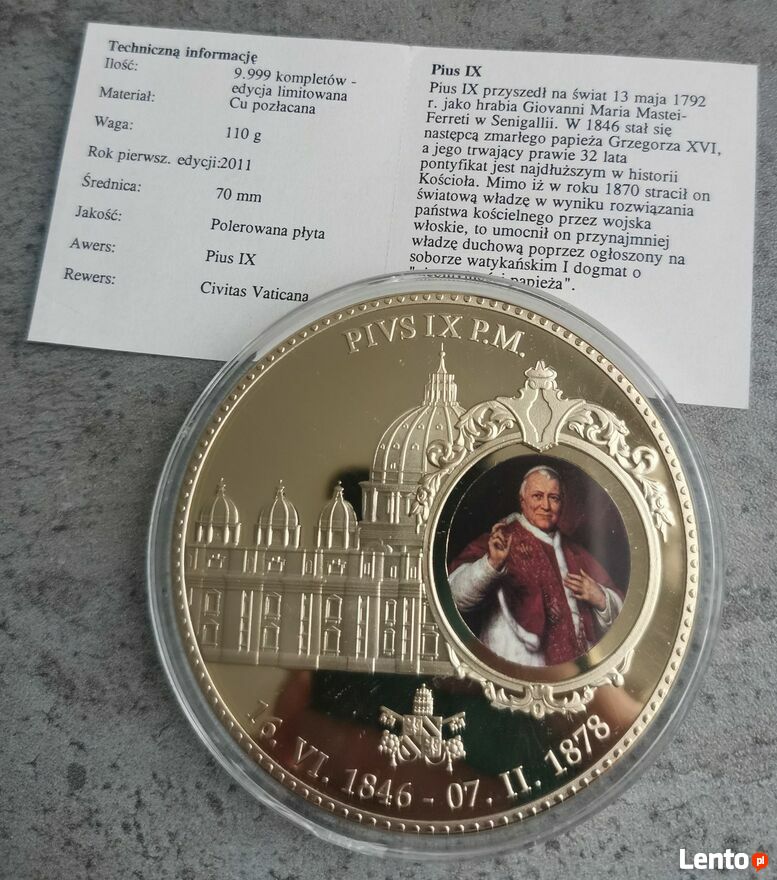 Techniczną informację
Ilość: 9.999 kompletów -
edycja limitowana
Materiał: Cu pozłacana
Waga: 110 g
Rok pierwsz. edycji:2011
Średnica: 70 mm
Jakość: Polerowana płyta
Awers: Pius IX
Rewers: Civitas Vaticana
Pius IX
Pius IX przyszedł na świat 13 maja 1792
r. jako hrabia Giovanni Maria Mastei-
Ferreti w Senigallii. W 1846 stał się
następcą zmarłego papieża Grzegorza XVI,
a jego trwający prawie 32 lata
pontyfikat jest najdłuższym w historii
Kościoła. Mimo iż w roku 1870 stracił on
światową władzę w wyniku rozwiązania
państwa kościelnego przez wojska
włoskie, to umocnił on przynajmniej
władzę duchową poprzez ogłoszony na
soborze watykańskim I dogmat o
papieża".
PIVS IX P.M.
16. VI. 1846 - 07. II. 1878
Lento.pl